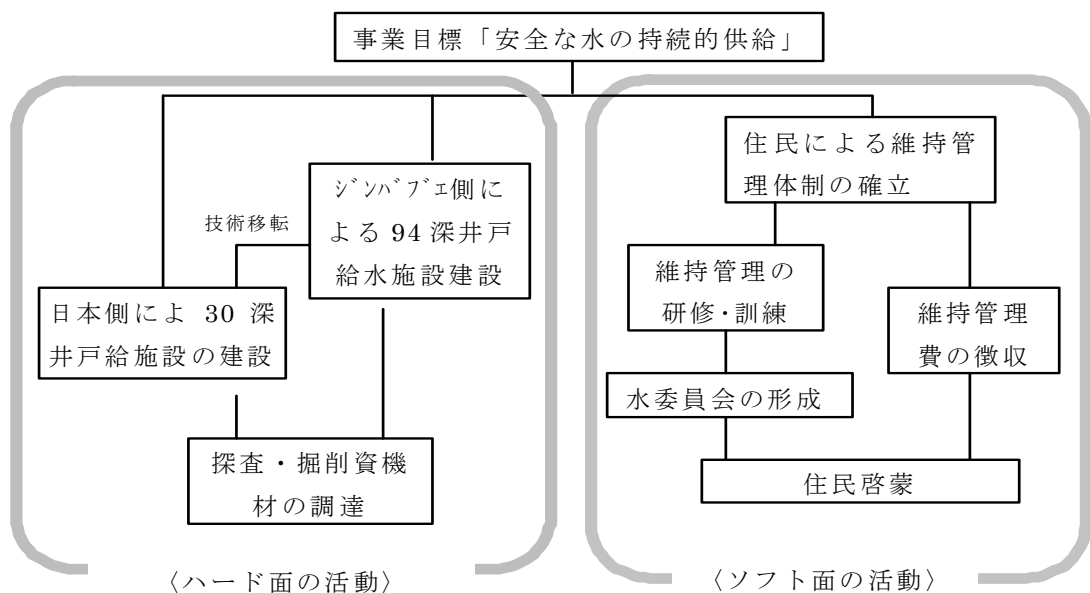 事業目標「安全な水の持続的供給」
住民による維持管
理体制の確立
ｼﾞﾝﾊﾞﾌﾞｴ側に
よる 94 深井戸
給水施設建設
技術移転
維持管理の
研修・訓練
日本側によ 30 深
井戸給施設の建設
維持管理
費の徴収
水委員会の形成
探査・掘削資機
材の調達
住民啓蒙
〈ハード面の活動〉
〈ソフト面の活動〉